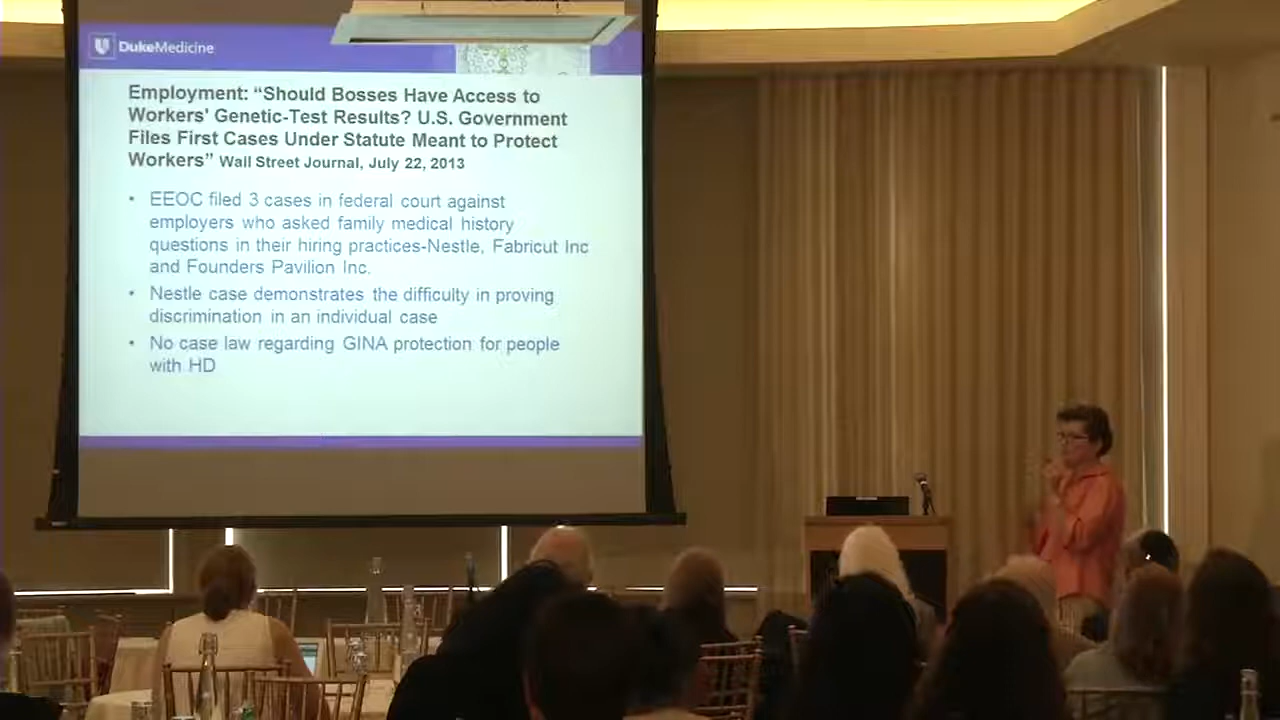 DukeMedicine
Employment: “Should Bosses Have Access to
Workers' Genetic-Test Results? U.S. Government
Files First Cases Under Statute Meant to Protect
Workers” Wall Street Journal, July 22, 2013
• EEOC filed 3 cases in federal court against
employers who asked family medical history
questions in their hiring practices-Nestle, Fabricut Inc
and Founders Pavilion Inc.
• Nestle case demonstrates the difficulty in proving
discrimination in an individual case
• No case law regarding GINA protection for people
with HD